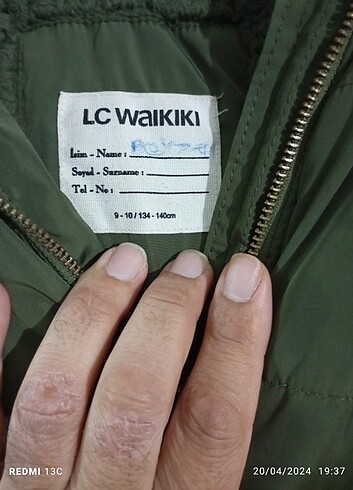 LC WAIKIKI
İsim - Name :
Soyad - Surname :
Tel - No :
9 - 10 / 134 - 140cm
REDMI 13C
20/04/2024 19:37